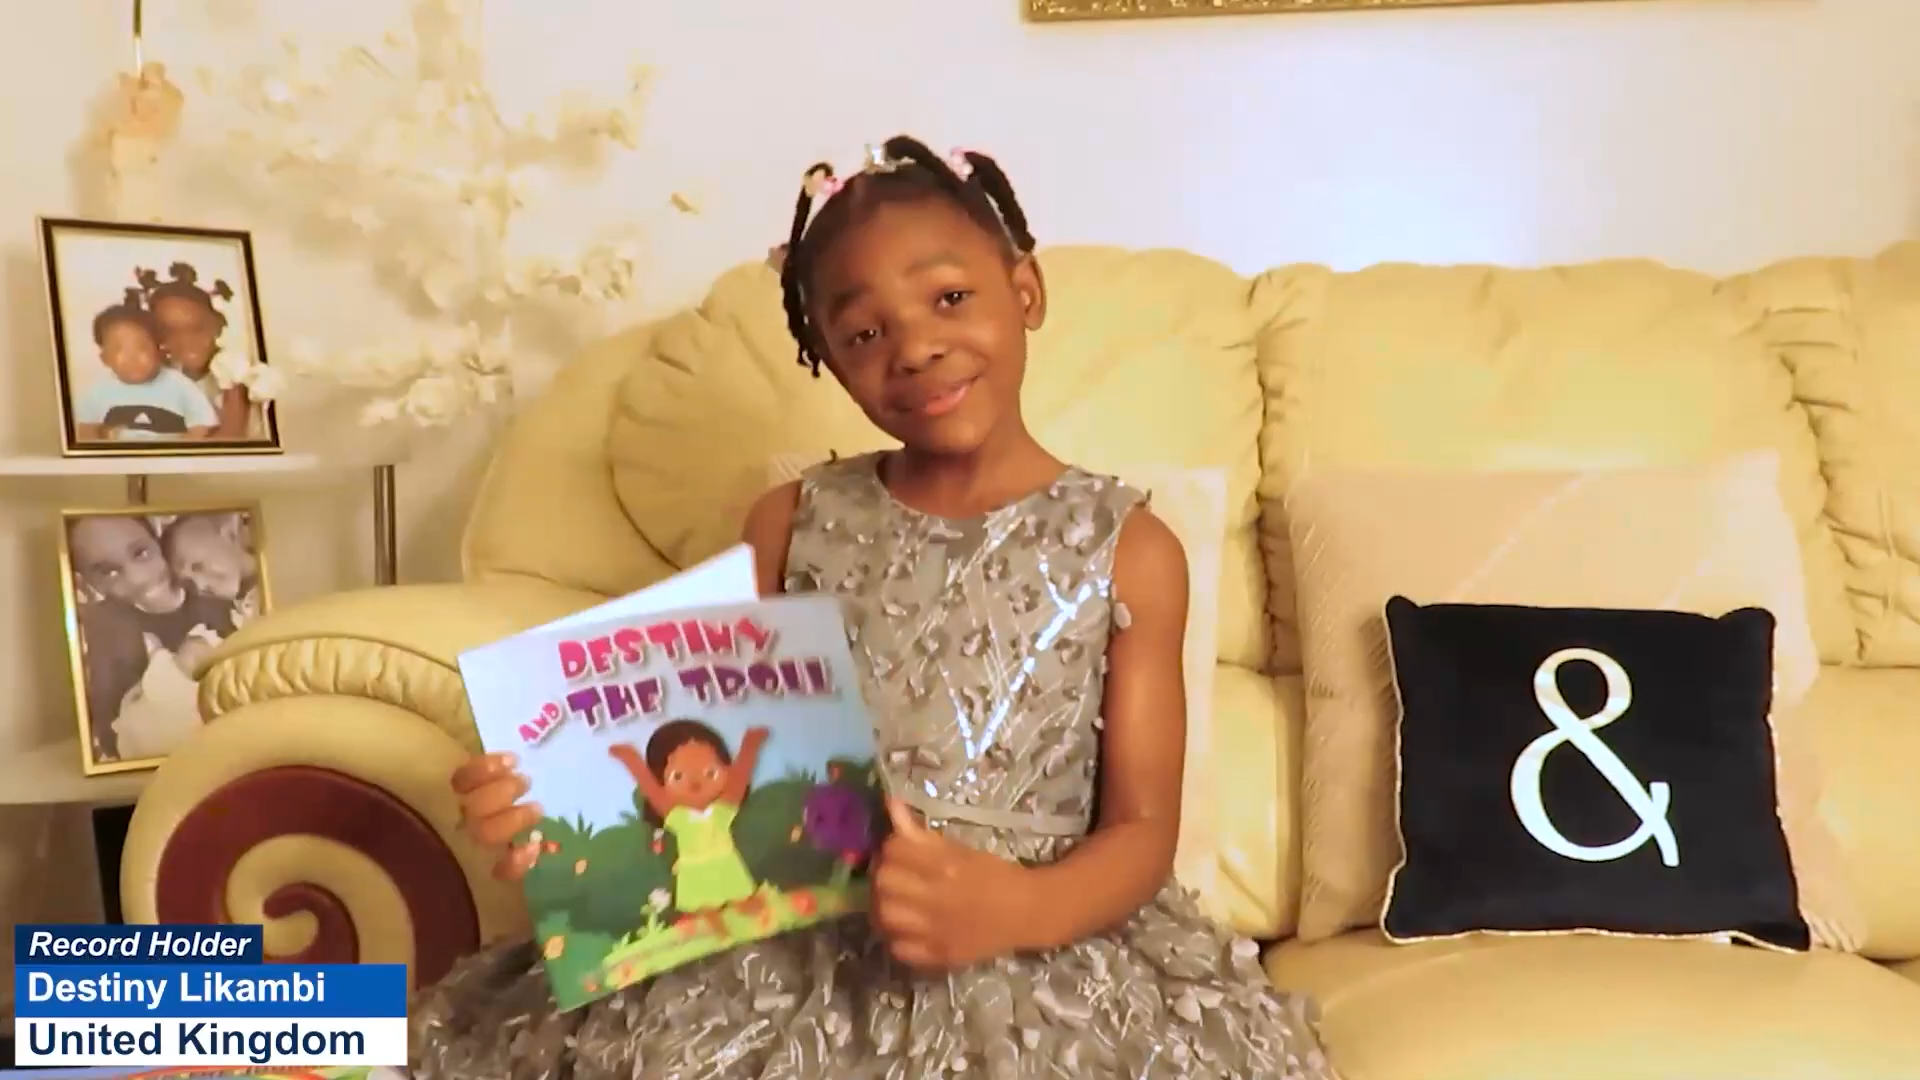 DESTINY
AND THE TROLL
&
Record Holder
Destiny Likambi
United Kingdom